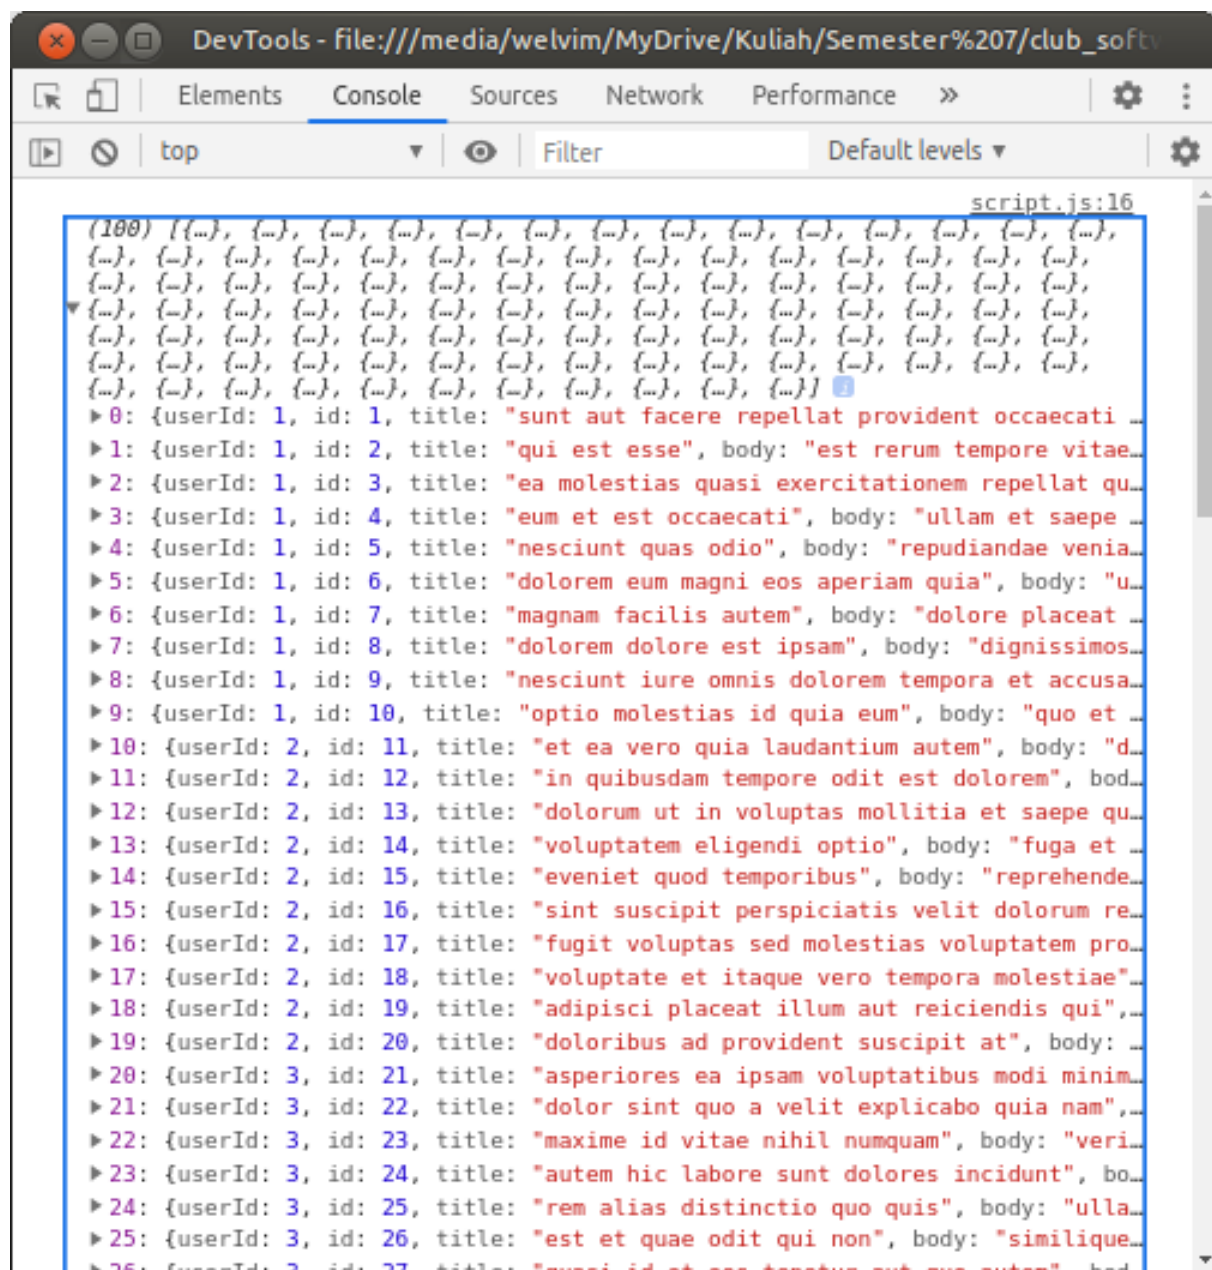 DevTools - file:///media/welvim/MyDrive/Kuliah/Semester%207/club_softw
Elements Console Sources Network Performance »
top Filter Default levels
script.js:16
(100) [{…}, {…}, {…}, {…}, {…}, {…}, {…}, {…}, {…}, {…}, {…}, {…}, {…}, {…},
{…}, {…}, {…}, {…}, {…}, {…}, {…}, {…}, {…}, {…}, {…}, {…}, {…}, {…}, {…},
{…}, {…}, {…}, {…}, {…}, {…}, {…}, {…}, {…}, {…}, {…}, {…}, {…}, {…}, {…},
{…}, {…}, {…}, {…}, {…}, {…}, {…}, {…}, {…}, {…}, {…}, {…}, {…}, {…}, {…},
{…}, {…}, {…}, {…}, {…}, {…}, {…}, {…}, {…}, {…}, {…}, {…}, {…}, {…}, {…},
{…}, {…}, {…}, {…}, {…}, {…}, {…}, {…}, {…}, {…}, {…}, {…}, {…}, {…}, {…},
{…}, {…}, {…}, {…}, {…}, {…}, {…}, {…}, {…}, {…}, {…}] i
0: {userId: 1, id: 1, title: "sunt aut facere repellat provident occaecati …
1: {userId: 1, id: 2, title: "qui est esse", body: "est rerum tempore vitae…
2: {userId: 1, id: 3, title: "ea molestias quasi exercitationem repellat qu…
3: {userId: 1, id: 4, title: "eum et est occaecati", body: "ullam et saepe …
4: {userId: 1, id: 5, title: "nesciunt quas odio", body: "repudiandae venia…
5: {userId: 1, id: 6, title: "dolorem eum magni eos aperiam quia", body: "u…
6: {userId: 1, id: 7, title: "magnam facilis autem", body: "dolore placeat …
7: {userId: 1, id: 8, title: "dolorem dolore est ipsam", body: "dignissimos…
8: {userId: 1, id: 9, title: "nesciunt iure omnis dolorem tempora et accusa…
9: {userId: 1, id: 10, title: "optio molestias id quia eum", body: "quo et …
10: {userId: 2, id: 11, title: "et ea vero quia laudantium autem", body: "d…
11: {userId: 2, id: 12, title: "in quibusdam tempore odit est dolorem", bod…
12: {userId: 2, id: 13, title: "dolorum ut in voluptas mollitia et saepe qu…
13: {userId: 2, id: 14, title: "voluptatem eligendi optio", body: "fuga et …
14: {userId: 2, id: 15, title: "eveniet quod temporibus", body: "reprehende…
15: {userId: 2, id: 16, title: "sint suscipit perspiciatis velit dolorum re…
16: {userId: 2, id: 17, title: "fugit voluptas sed molestias voluptatem pro…
17: {userId: 2, id: 18, title: "voluptate et itaque vero tempora molestiae"…
18: {userId: 2, id: 19, title: "adipisci placeat illum aut reiciendis qui",…
19: {userId: 2, id: 20, title: "doloribus ad provident suscipit at", body: …
20: {userId: 3, id: 21, title: "asperiores ea ipsam voluptatibus modi minim…
21: {userId: 3, id: 22, title: "dolor sint quo a velit explicabo quia nam",…
22: {userId: 3, id: 23, title: "maxime id vitae nihil numquam", body: "veri…
23: {userId: 3, id: 24, title: "autem hic labore sunt dolores incidunt", bo…
24: {userId: 3, id: 25, title: "rem alias distinctio quo quis", body: "ulla…
25: {userId: 3, id: 26, title: "est et quae odit qui non", body: "similique…